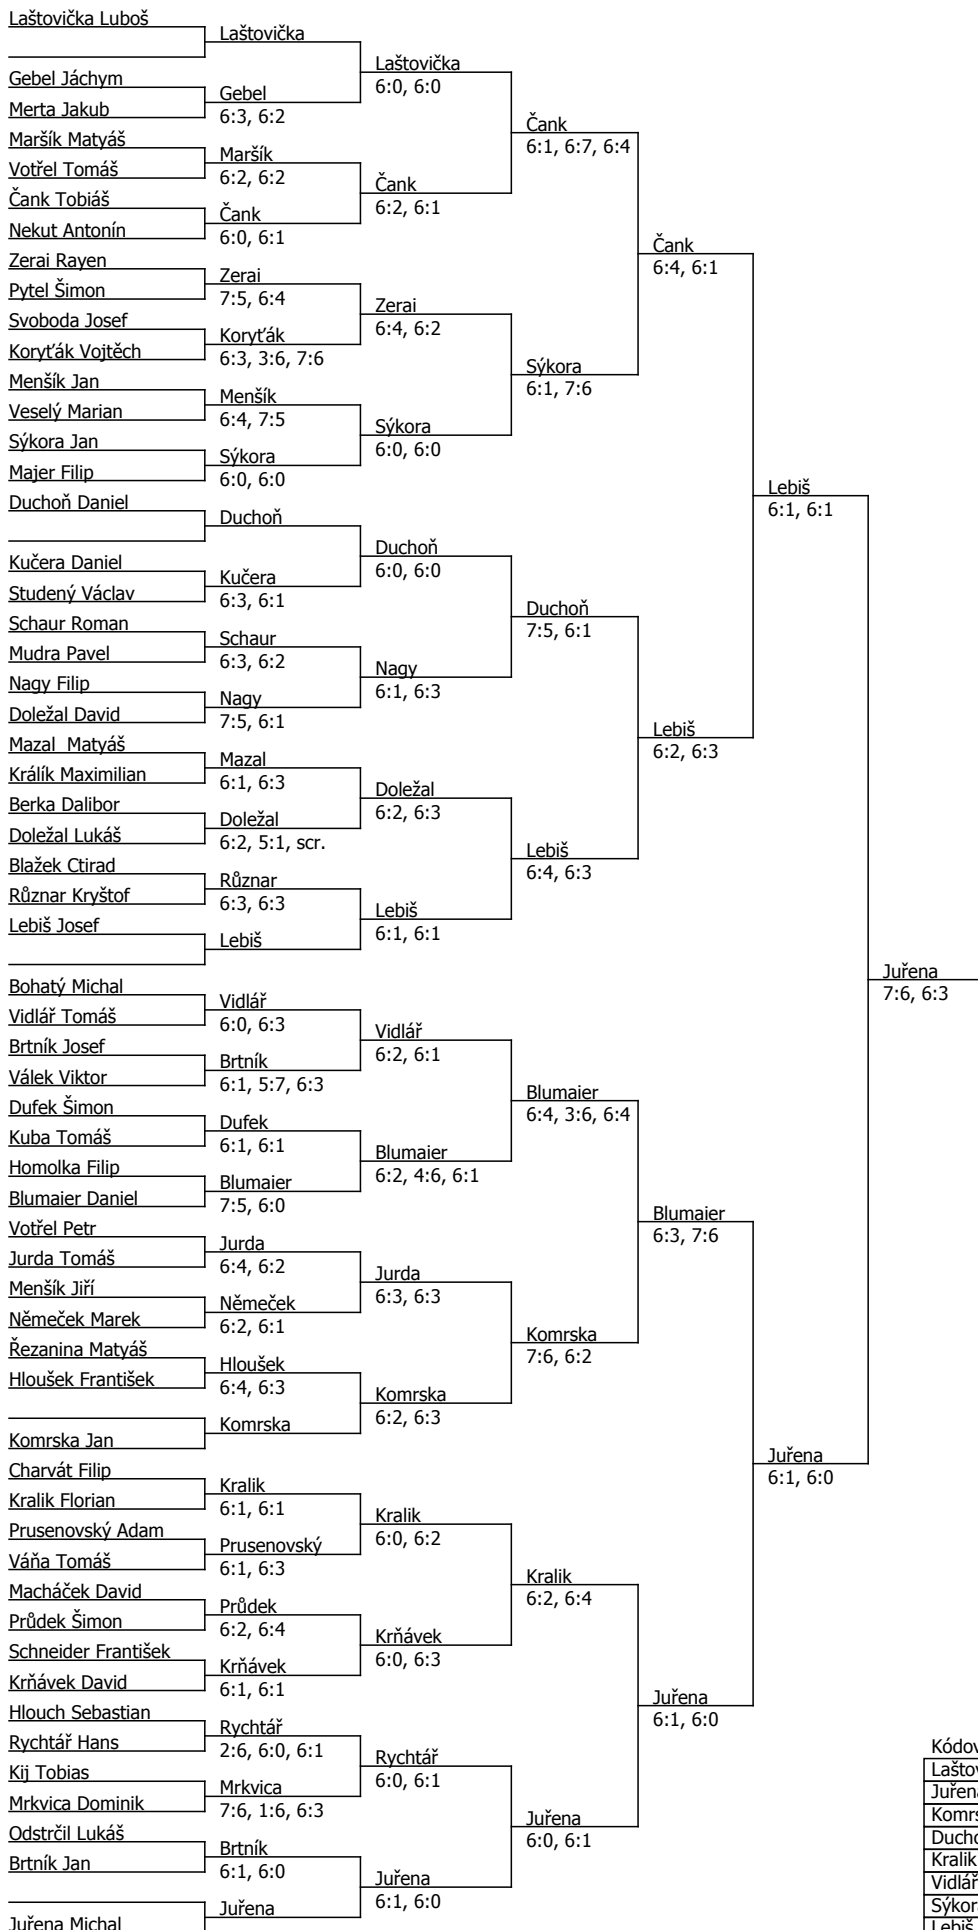 Laštovička Luboš
Laštovička
Laštovička
6:0, 6:0
Gebel Jáchym
Gebel
6:3, 6:2
Merta Jakub
Čank
6:1, 6:7, 6:4
Maršík Matyáš
Maršík
6:2, 6:2
Votřel Tomáš
Čank
6:2, 6:1
Čank Tobiáš
Čank
6:0, 6:1
Nekut Antonín
Čank
6:4, 6:1
Zerai Rayen
Zerai
7:5, 6:4
Pytel Šimon
Zerai
6:4, 6:2
Svoboda Josef
Koryťák
6:3, 3:6, 7:6
Koryťák Vojtěch
Sýkora
6:1, 7:6
Menšík Jan
Menšík
6:4, 7:5
Veselý Marian
Sýkora
6:0, 6:0
Sýkora Jan
Sýkora
6:0, 6:0
Majer Filip
Lebiš
6:1, 6:1
Duchoň Daniel
Duchoň
Duchoň
6:0, 6:0
Kučera Daniel
Kučera
6:3, 6:1
Studený Václav
Duchoň
7:5, 6:1
Schaur Roman
Schaur
6:3, 6:2
Mudra Pavel
Nagy
6:1, 6:3
Nagy Filip
Nagy
7:5, 6:1
Doležal David
Lebiš
6:2, 6:3
Mazal  Matyáš
Mazal
6:1, 6:3
Králík Maximilian
Doležal
6:2, 6:3
Berka Dalibor
Doležal
6:2, 5:1, scr.
Doležal Lukáš
Lebiš
6:4, 6:3
Blažek Ctirad
Různar
6:3, 6:3
Různar Kryštof
Lebiš
6:1, 6:1
Lebiš Josef
Lebiš
Juřena
7:6, 6:3
Bohatý Michal
Vidlář
6:0, 6:3
Vidlář Tomáš
Vidlář
6:2, 6:1
Brtník Josef
Brtník
6:1, 5:7, 6:3
Válek Viktor
Blumaier
6:4, 3:6, 6:4
Dufek Šimon
Dufek
6:1, 6:1
Kuba Tomáš
Blumaier
6:2, 4:6, 6:1
Homolka Filip
Blumaier
7:5, 6:0
Blumaier Daniel
Blumaier
6:3, 7:6
Votřel Petr
Jurda
6:4, 6:2
Jurda Tomáš
Jurda
6:3, 6:3
Menšík Jiří
Němeček
6:2, 6:1
Němeček Marek
Komrska
7:6, 6:2
Řezanina Matyáš
Hloušek
6:4, 6:3
Hloušek František
Komrska
6:2, 6:3
Komrska
Komrska Jan
Juřena
6:1, 6:0
Charvát Filip
Kralik
6:1, 6:1
Kralik Florian
Kralik
6:0, 6:2
Prusenovský Adam
Prusenovský
6:1, 6:3
Váňa Tomáš
Kralik
6:2, 6:4
Macháček David
Průdek
6:2, 6:4
Průdek Šimon
Krňávek
6:0, 6:3
Schneider František
Krňávek
6:1, 6:1
Krňávek David
Juřena
6:1, 6:0
Hlouch Sebastian
Rychtář
2:6, 6:0, 6:1
Rychtář Hans
Rychtář
6:0, 6:1
Kij Tobias
Mrkvica
7:6, 1:6, 6:3
Mrkvica Dominik
Juřena
6:0, 6:1
Odstrčil Lukáš
Brtník
6:1, 6:0
Brtník Jan
Juřena
6:1, 6:0
Juřena
Juřena Michal
Kódov
Laštov
Juřena
Komrs
Ducho
Kralik
Vidlář
Sýkor
Lebiš